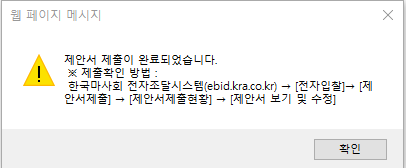 웹 페이지 메시지
제안서 제출이 완료되었습니다.
※ 제출확인 방법 :
한국마사회 전자조달시스템(ebid.kra.co.kr) → [전자입찰]→ [제
안서제출] → [제안서제출현황] → [제안서 보기 및 수정]
확인